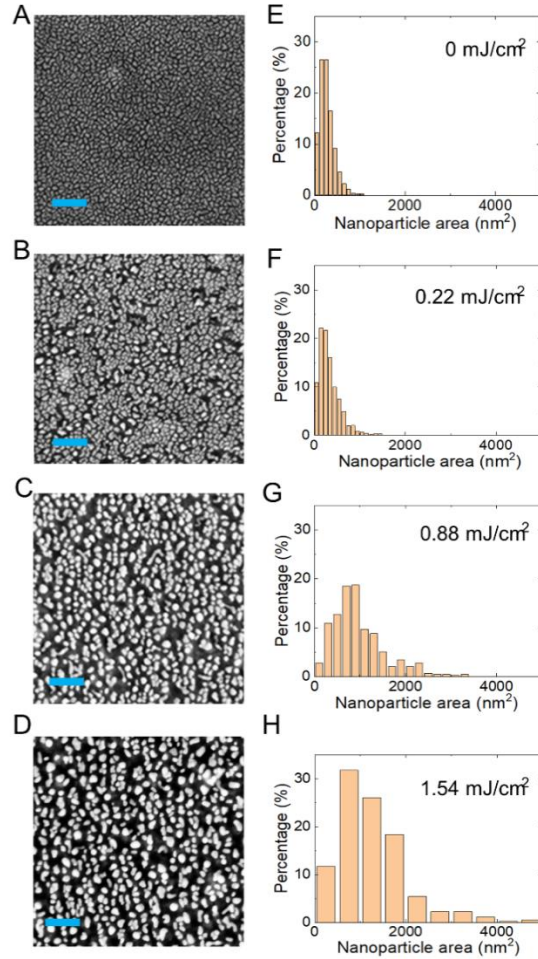 A
E
0 mJ/cm²
Percentage (%)
30
20
10
0
0 2000 4000
Nanoparticle area (nm²)
B
F
0.22 mJ/cm²
Percentage (%)
30
20
10
0
0 2000 4000
Nanoparticle area (nm²)
C
G
0.88 mJ/cm²
Percentage (%)
30
20
10
0
0 2000 4000
Nanoparticle area (nm²)
D
H
1.54 mJ/cm²
Percentage (%)
30
20
10
0
0 2000 4000
Nanoparticle area (nm²)